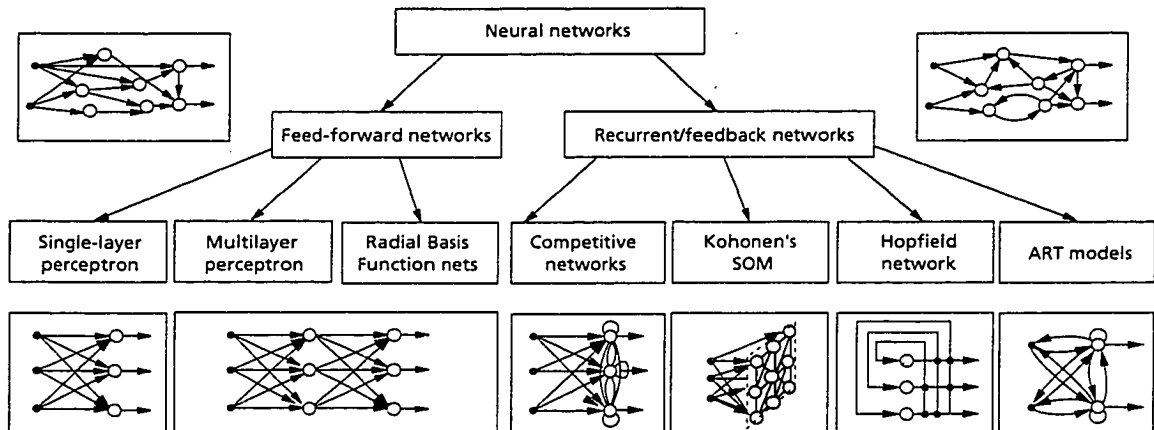 Neural networks
Feed-forward networks
Recurrent/feedback networks
Single-layer
perceptron
Multilayer
perceptron
Radial Basis
Function nets
Competitive
networks
Kohonen's
SOM
Hopfield
network
ART models